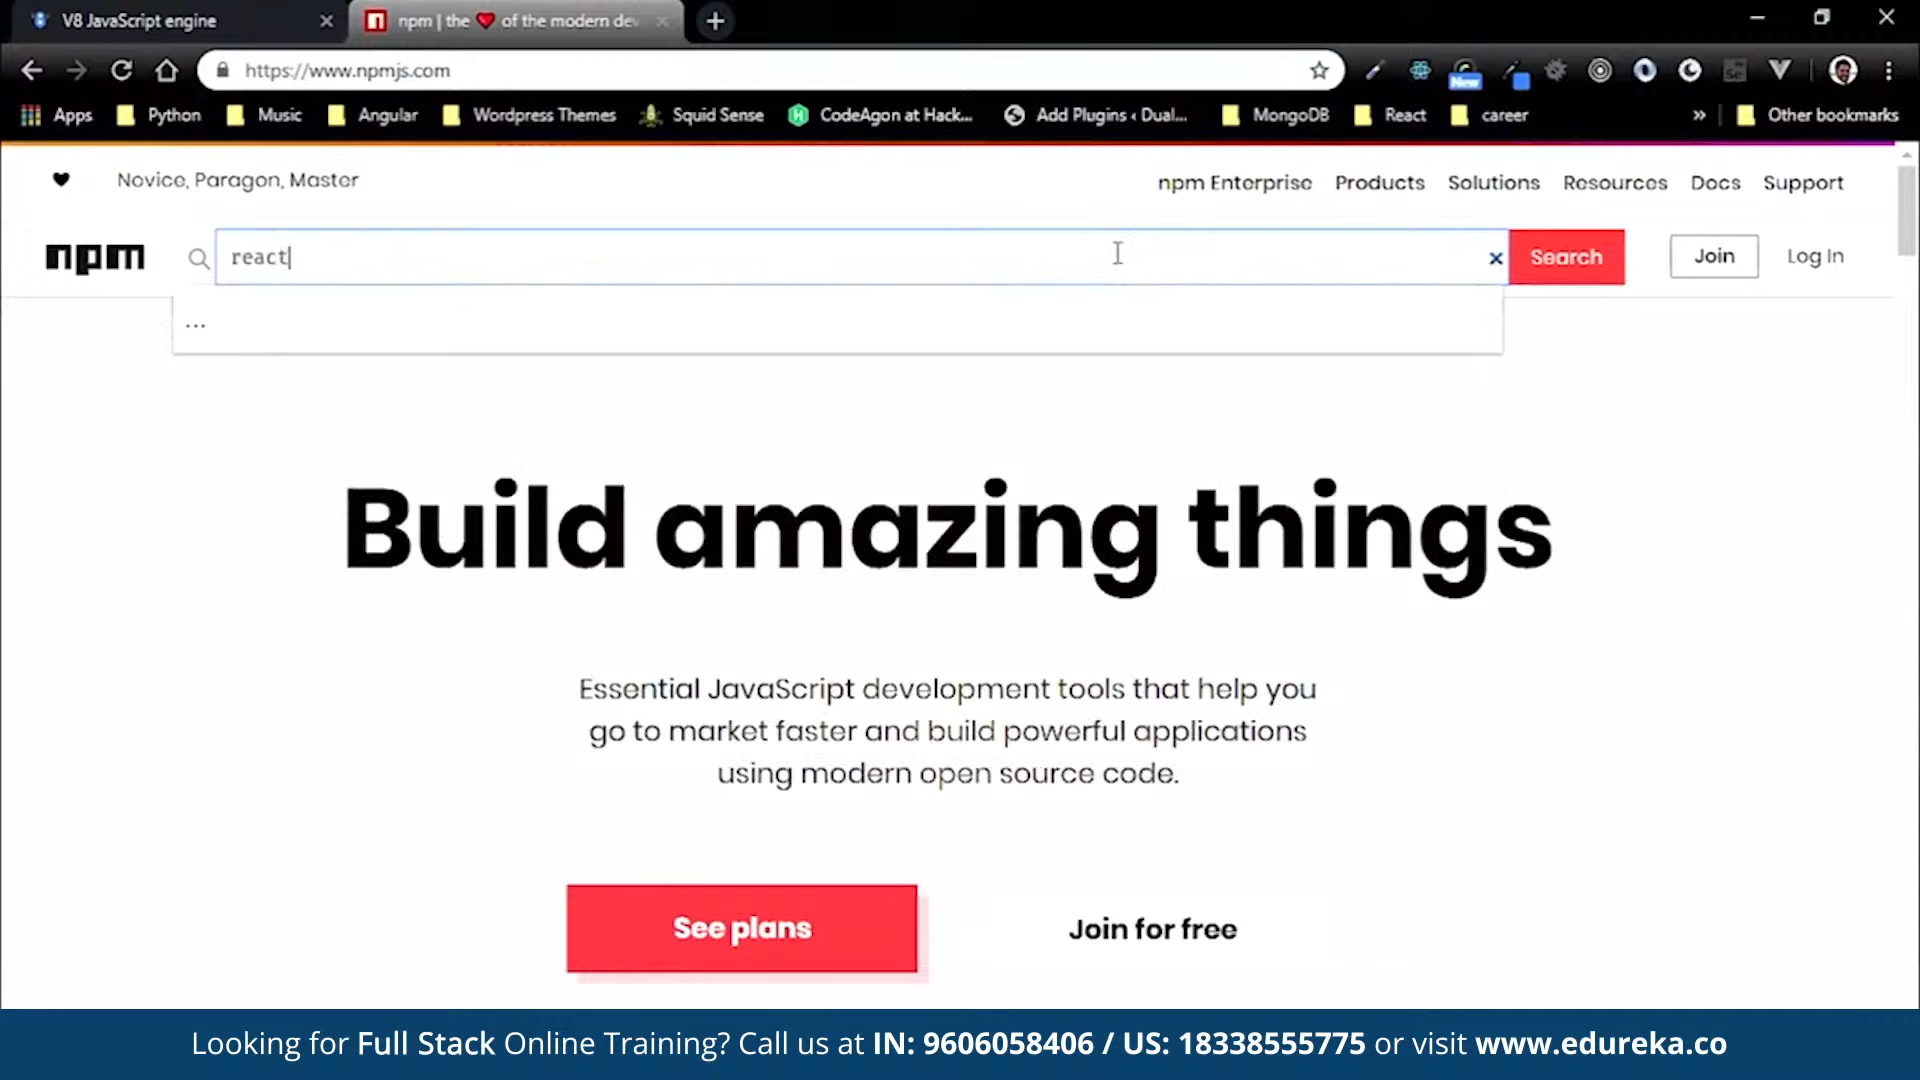 V8 JavaScript engine
npm | the ❤ of the modern dev
https://www.npmjs.com
New
Apps
Python
Music
Angular
Wordpress Themes
Squid Sense
CodeAgon at Hack...
Add Plugins ‹ Dual...
MongoDB
React
career
»
Other bookmarks
Novice, Paragon, Master
npm Enterprise
Products
Solutions
Resources
Docs
Support
npm
react
Search
Join
Log In
...
Build amazing things
Essential JavaScript development tools that help you
go to market faster and build powerful applications
using modern open source code.
See plans
Join for free
Looking for Full Stack Online Training? Call us at IN: 9606058406 / US: 18338555775 or visit www.edureka.co